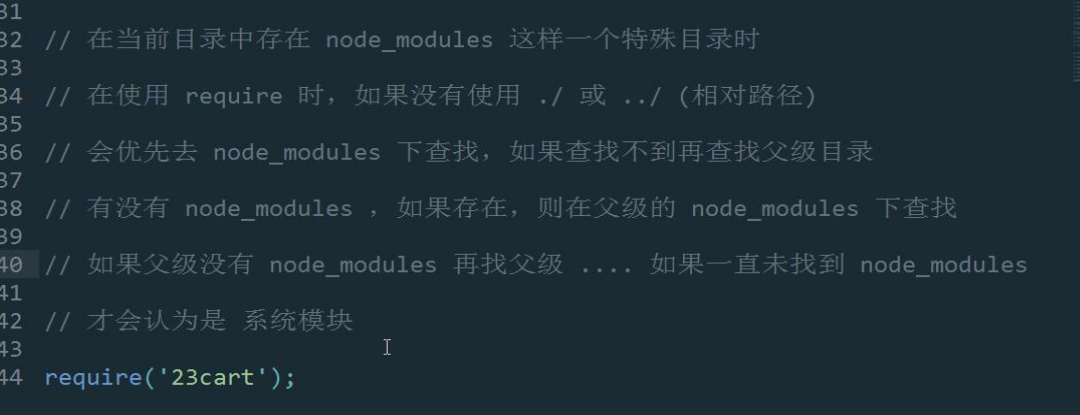 31
32 // 在当前目录中存在 node_modules 这样一个特殊目录时
33
34 // 在使用 require 时，如果没有使用 ./ 或 ../ (相对路径)
35
36 // 会优先去 node_modules 下查找，如果查找不到再查找父级目录
37
38 // 有没有 node_modules ，如果存在，则在父级的 node_modules 下查找
39
40 // 如果父级没有 node_modules 再找父级 .... 如果一直未找到 node_modules
41
42 // 才会认为是 系统模块
43
44 require('23cart');